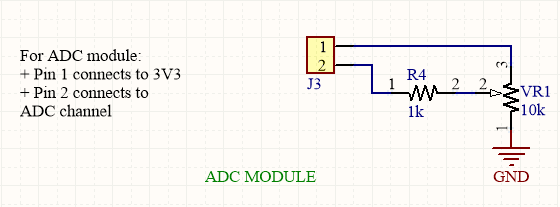 For ADC module:
+ Pin 1 connects to 3V3
+ Pin 2 connects to
ADC channel
1
2
J3
R4
1
2
1k
3
2
VR1
10k
1
GND
ADC MODULE